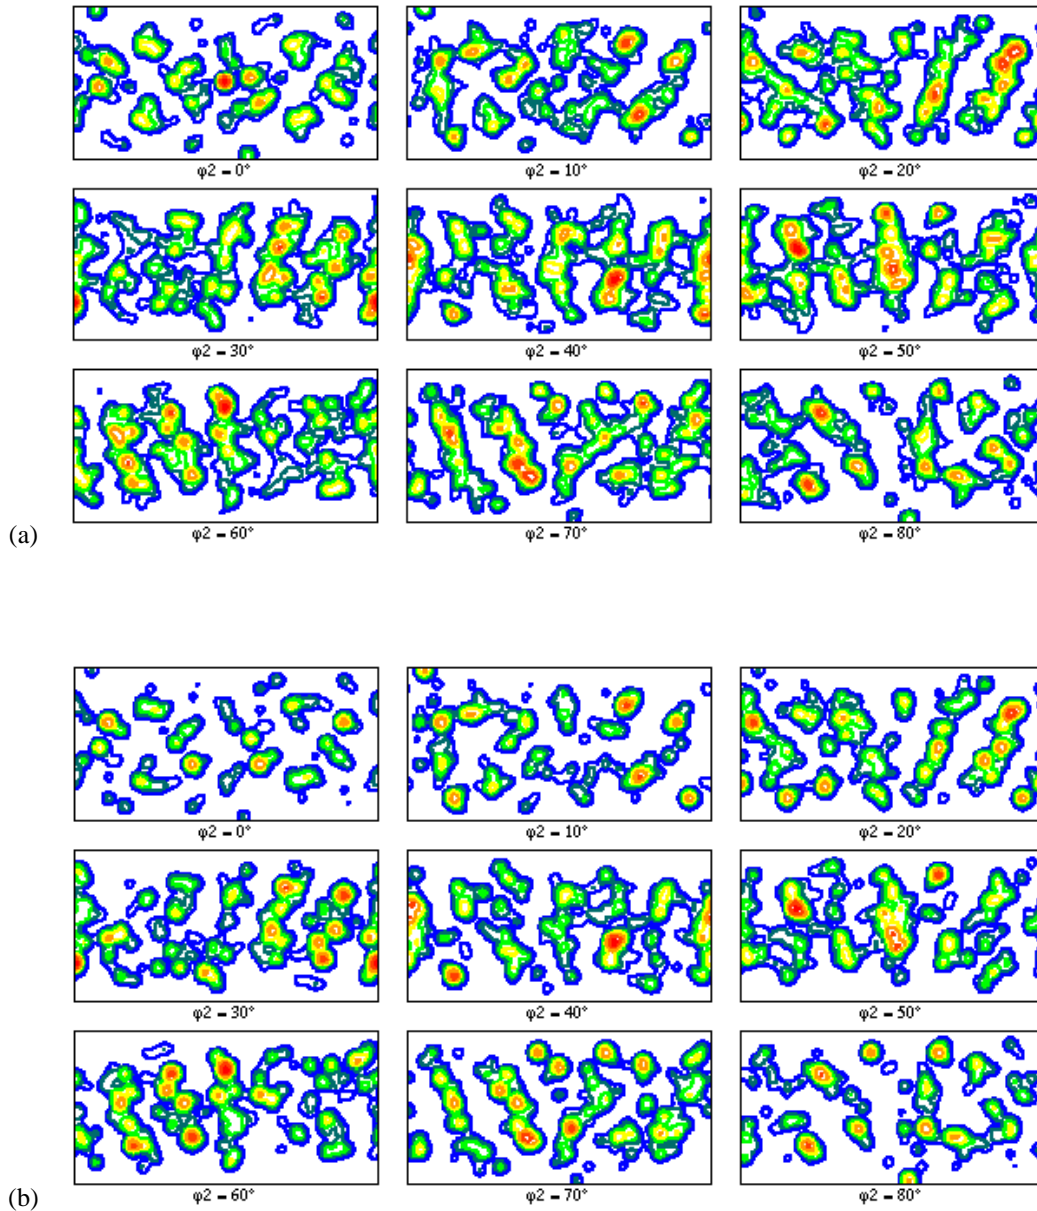 φ2 = 0° φ2 = 10° φ2 = 20°
φ2 = 30° φ2 = 40° φ2 = 50°
φ2 = 60° φ2 = 70° φ2 = 80°
(a)
φ2 = 0° φ2 = 10° φ2 = 20°
φ2 = 30° φ2 = 40° φ2 = 50°
φ2 = 60° φ2 = 70° φ2 = 80°
(b)